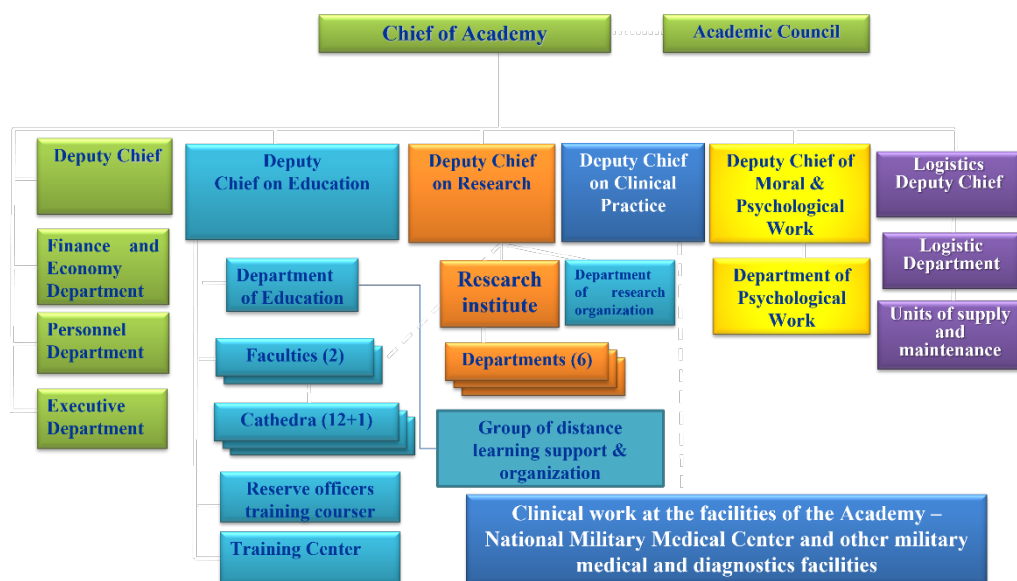 Chief of Academy
Academic Council
Deputy Chief
Deputy
Chief on Education
Deputy Chief
on Research
Deputy Chief
on Clinical
Practice
Deputy Chief of
Moral &
Psychological
Work
Logistics
Deputy Chief
Finance and
Economy
Department
Department
of Education
Research
institute
Department
of research
organization
Department of
Psychological
Work
Logistic
Department
Personnel
Department
Faculties (2)
Departments (6)
Units of supply
and
maintenance
Executive
Department
Cathedra (12+1)
Group of distance
learning support &
organization
Reserve officers
training courser
Training Center
Clinical work at the facilities of the Academy –
National Military Medical Center and other military
medical and diagnostics facilities